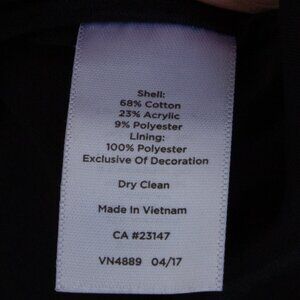 Shell:
68% Cotton
23% Acrylic
9% Polyester
Lining:
100% Polyester
Exclusive Of Decoration
Dry Clean
Made In Vietnam
CA #23147
VN4889 04/17